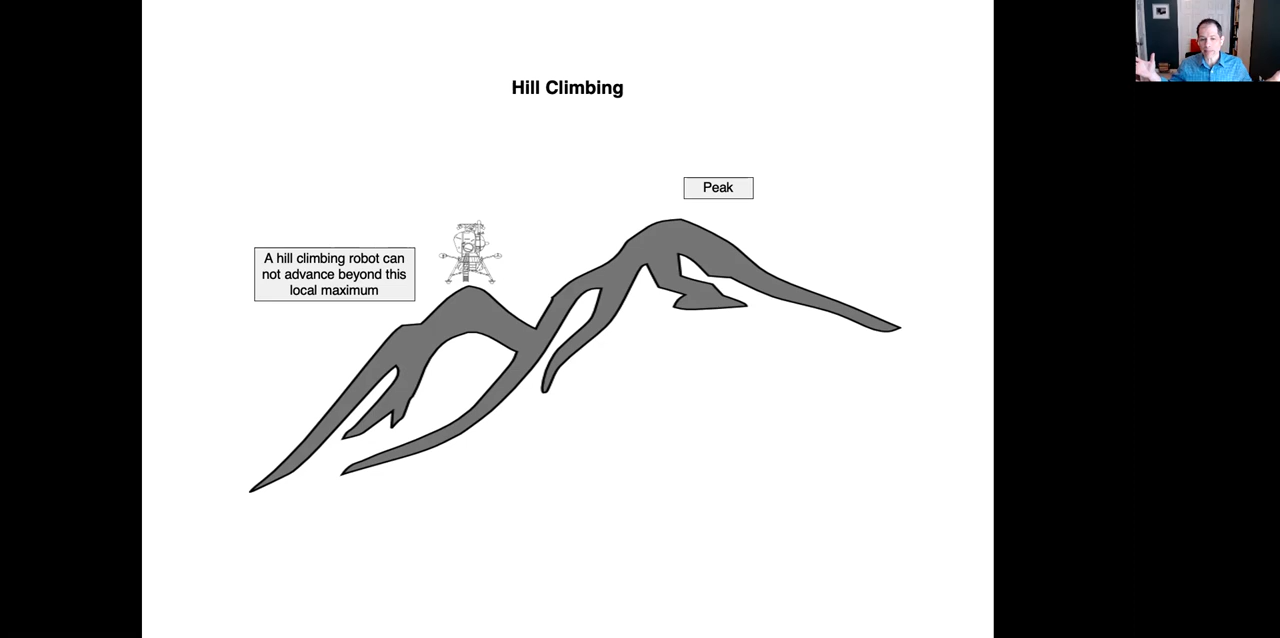 Hill Climbing
Peak
A hill climbing robot can
not advance beyond this
local maximum